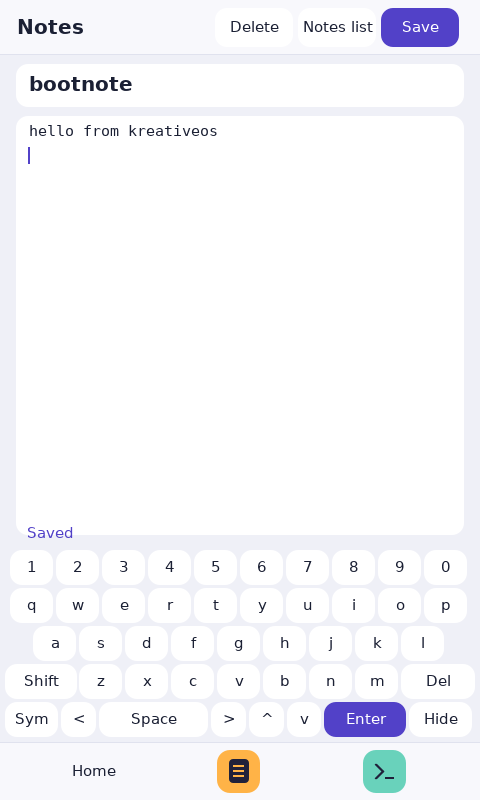 Notes Delete Notes list Save
bootnote
hello from kreativeos
Saved
1 2 3 4 5 6 7 8 9 0
q w e r t y u i o p
a s d f g h j k l
Shift z x c v b n m Del
Sym < Space > ^ v Enter Hide
Home